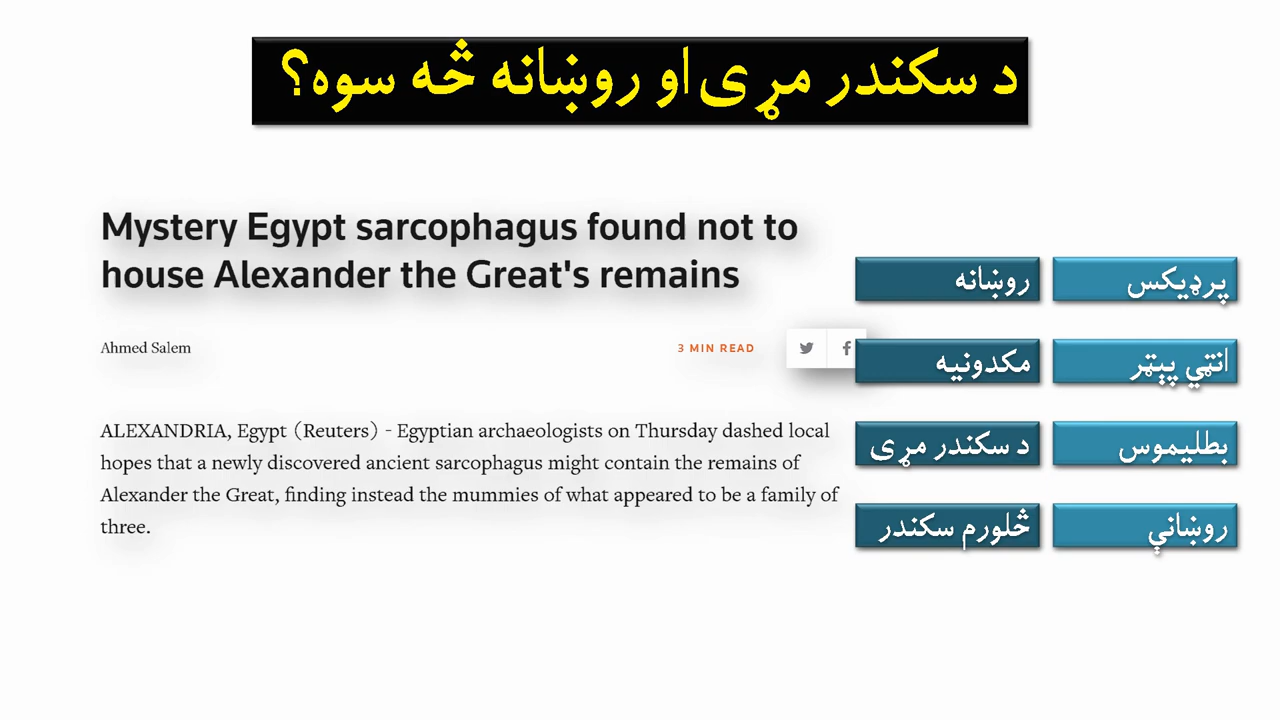 د سکندر مړی او روښانه څه سوه؟
Mystery Egypt sarcophagus found not to
house Alexander the Great's remains
Ahmed Salem
3 MIN READ
ALEXANDRIA, Egypt (Reuters) - Egyptian archaeologists on Thursday dashed local
hopes that a newly discovered ancient sarcophagus might contain the remains of
Alexander the Great, finding instead the mummies of what appeared to be a family of
three.
پرډیکس روښانه
انټي پېټر مکدونیه
بطلیموس د سکندر مړی
روښانې څلورم سکندر